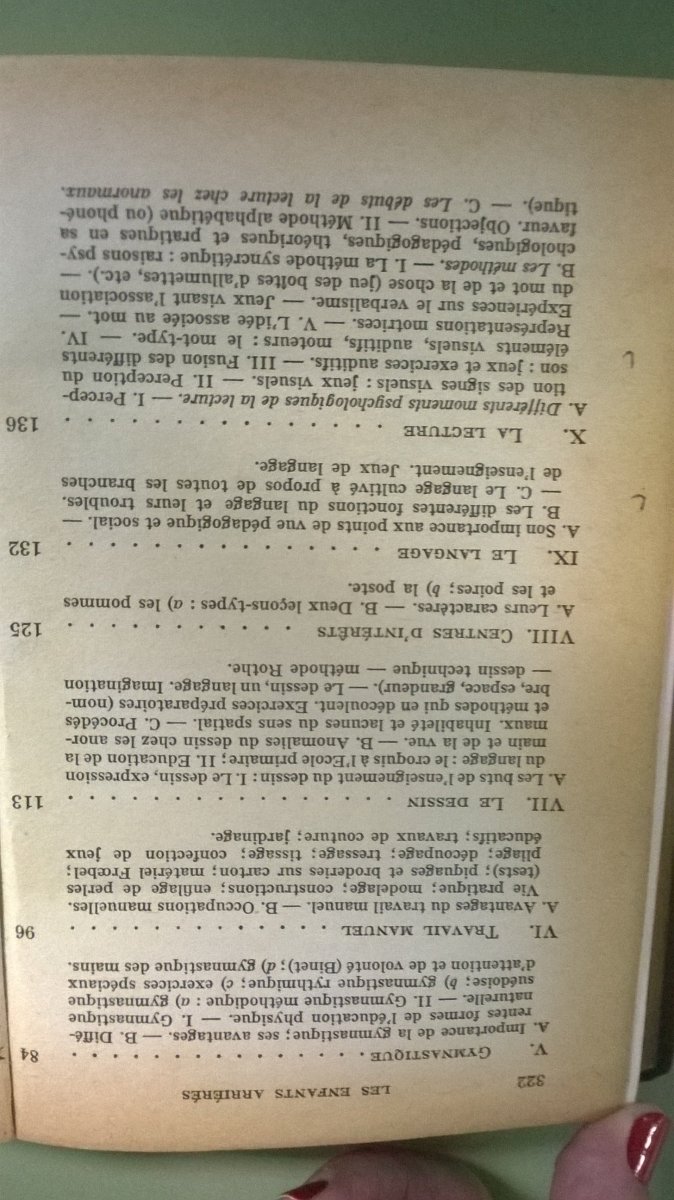 322 LES ENFANTS ARRIÉRÉS
V. GYMNASTIQUE . . . . . . . . . . . . . . . 84
A. Importance de la gymnastique; ses avantages. — B. Diffé-
rentes formes de l'éducation physique. — I. Gymnastique
naturelle. — II. Gymnastique méthodique : a) gymnastique
suédoise; b) gymnastique rythmique; c) exercices spéciaux
d'attention et de volonté (Binet); d) gymnastique des mains.
VI. TRAVAIL MANUEL . . . . . . . . . . . . . 96
A. Avantages du travail manuel. — B. Occupations manuelles.
Vie pratique; modelage; constructions; enfilage de perles
(tests); piquages et broderies sur carton; matériel Frœbel;
pliage; découpage; tressage; tissage; confection de jeux
éducatifs; travaux de couture; jardinage.
VII. LE DESSIN . . . . . . . . . . . . . . . . 113
A. Les buts de l'enseignement du dessin : I. Le dessin, expression
du langage : le croquis à l'Ecole primaire; II. Education de la
main et de la vue. — B. Anomalies du dessin chez les anor-
maux. Inhabileté et lacunes du sens spatial. — C. Procédés
et méthodes qui en découlent. Exercices préparatoires (nom-
bre, espace, grandeur). — Le dessin, un langage. Imagination
— dessin technique — méthode Rothe.
VIII. CENTRES D'INTÉRÊTS . . . . . . . . . . . 125
A. Leurs caractères. — B. Deux leçons-types : a) les pommes
et les poires; b) la poste.
IX. LE LANGAGE . . . . . . . . . . . . . . . 132
A. Son importance aux points de vue pédagogique et social. —
B. Les différentes fonctions du langage et leurs troubles.
— C. Le langage cultivé à propos de toutes les branches
de l'enseignement. Jeux de langage.
X. LA LECTURE . . . . . . . . . . . . . . . 136
A. Différents moments psychologiques de la lecture. — I. Percep-
tion des signes visuels : jeux visuels. — II. Perception du
son : jeux et exercices auditifs. — III. Fusion des différents
éléments visuels, auditifs, moteurs : le mot-type. — IV.
Représentations motrices. — V. L'idée associée au mot. —
Expériences sur le verbalisme. — Jeux visant l'association
du mot et de la chose (jeu des boîtes d'allumettes, etc.). —
B. Les méthodes. — I. La méthode syncrétique : raisons psy-
chologiques, pédagogiques, théoriques et pratiques en sa
faveur. Objections. — II. Méthode alphabétique (ou phoné-
tique). — C. Les débuts de la lecture chez les anormaux.